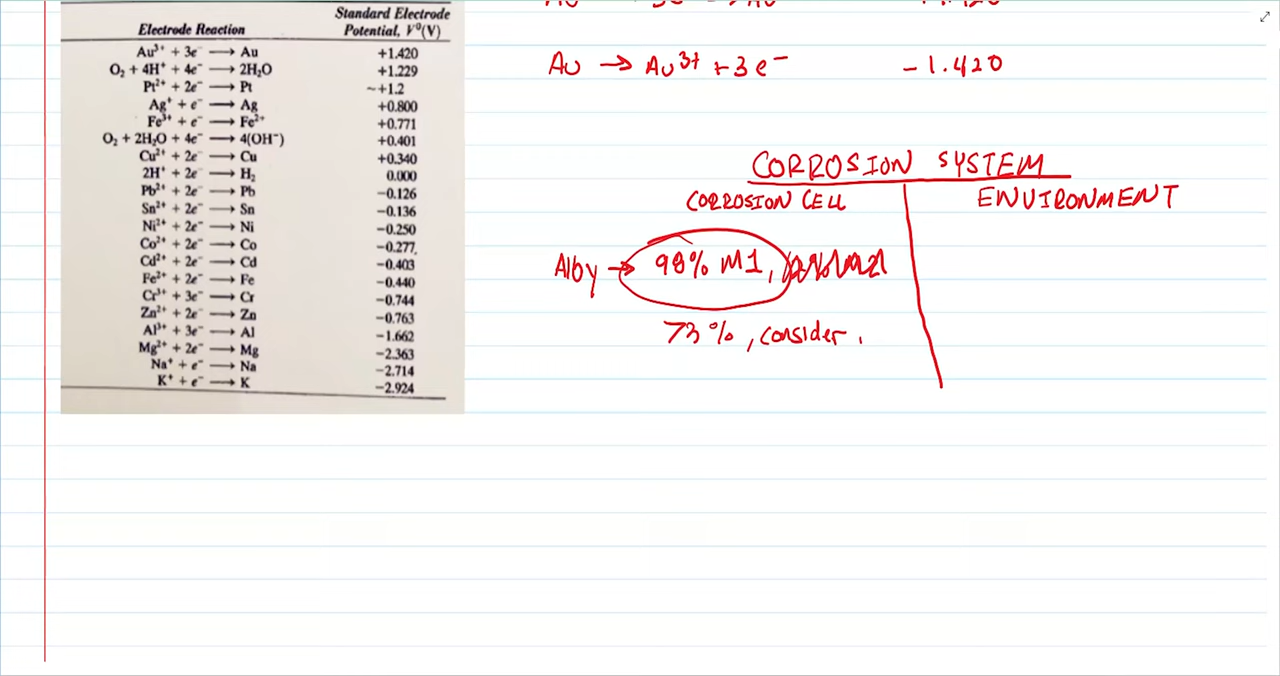 Standard Electrode
Electrode Reaction Potential, V⁰(V)
Au³⁺ + 3e⁻ ⟶ Au +1.420
O₂ + 4H⁺ + 4e⁻ ⟶ 2H₂O +1.229
Pt²⁺ + 2e⁻ ⟶ Pt ~+1.2
Ag⁺ + e⁻ ⟶ Ag +0.800
Fe³⁺ + e⁻ ⟶ Fe²⁺ +0.771
O₂ + 2H₂O + 4e⁻ ⟶ 4(OH⁻) +0.401
Cu²⁺ + 2e⁻ ⟶ Cu +0.340
2H⁺ + 2e⁻ ⟶ H₂ 0.000
Pb²⁺ + 2e⁻ ⟶ Pb −0.126
Sn²⁺ + 2e⁻ ⟶ Sn −0.136
Ni²⁺ + 2e⁻ ⟶ Ni −0.250
Co²⁺ + 2e⁻ ⟶ Co −0.277
Cd²⁺ + 2e⁻ ⟶ Cd −0.403
Fe²⁺ + 2e⁻ ⟶ Fe −0.440
Cr³⁺ + 3e⁻ ⟶ Cr −0.744
Zn²⁺ + 2e⁻ ⟶ Zn −0.763
Al³⁺ + 3e⁻ ⟶ Al −1.662
Mg²⁺ + 2e⁻ ⟶ Mg −2.363
Na⁺ + e⁻ ⟶ Na −2.714
K⁺ + e⁻ ⟶ K −2.924
Au → Au³⁺ + 3e⁻ −1.420
CORROSION SYSTEM
CORROSION CELL ENVIRONMENT
Alloy → 98% M1,
73%, consider .